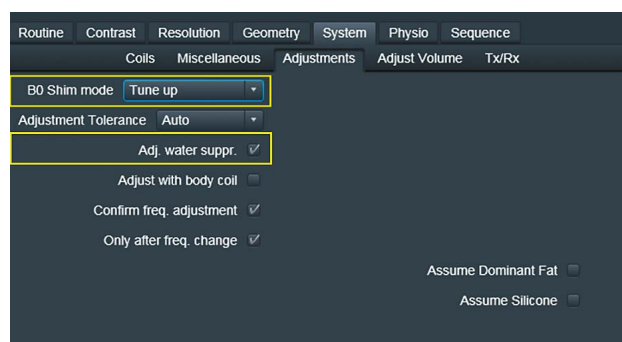 Routine Contrast Resolution Geometry System Physio Sequence
Coils Miscellaneous Adjustments Adjust Volume Tx/Rx
B0 Shim mode Tune up
Adjustment Tolerance Auto
Adj. water suppr.
Adjust with body coil
Confirm freq. adjustment
Only after freq. change
Assume Dominant Fat
Assume Silicone